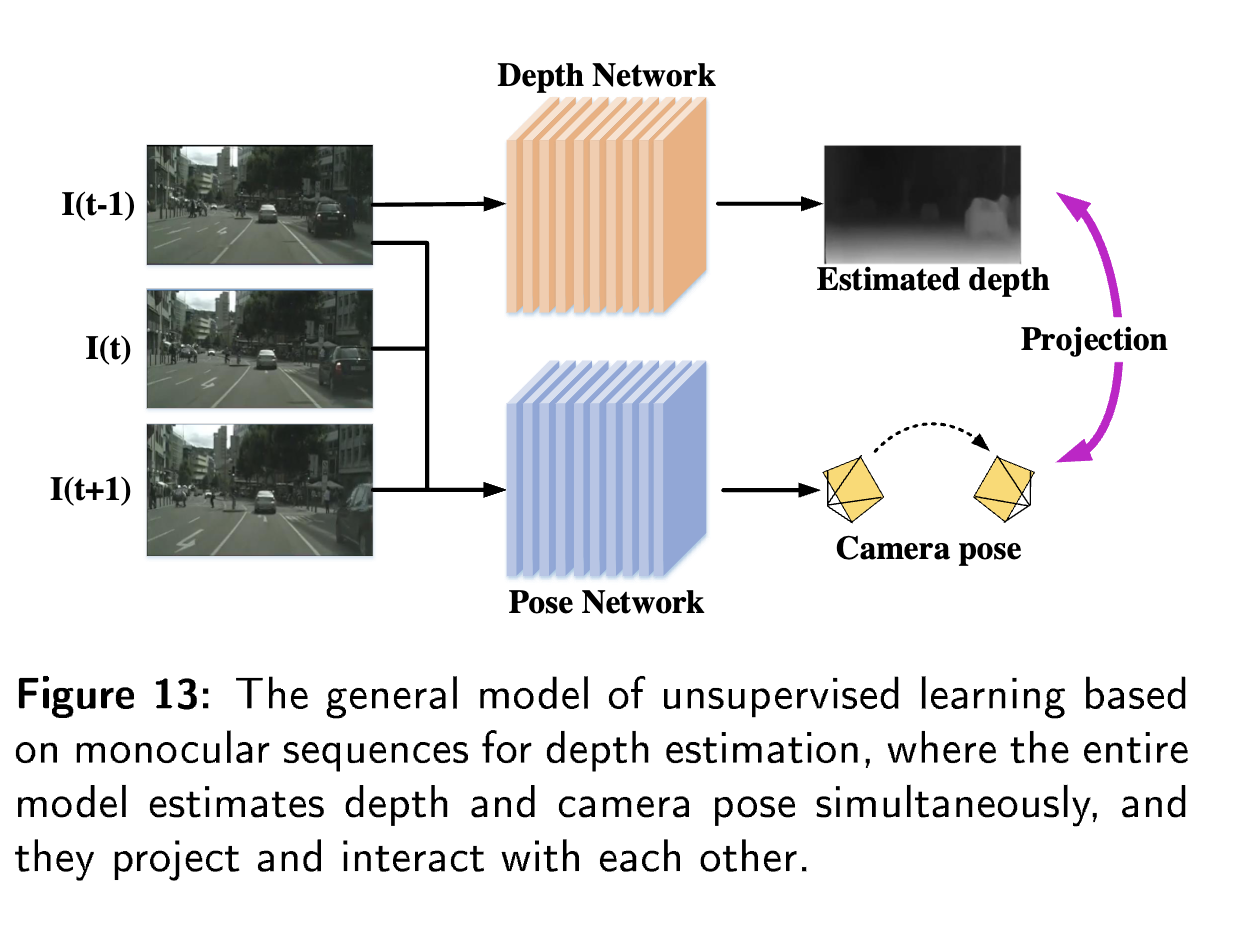 Depth Network
I(t-1)
Estimated depth
I(t)
Projection
I(t+1)
Camera pose
Pose Network
Figure 13: The general model of unsupervised learning based
on monocular sequences for depth estimation, where the entire
model estimates depth and camera pose simultaneously, and
they project and interact with each other.